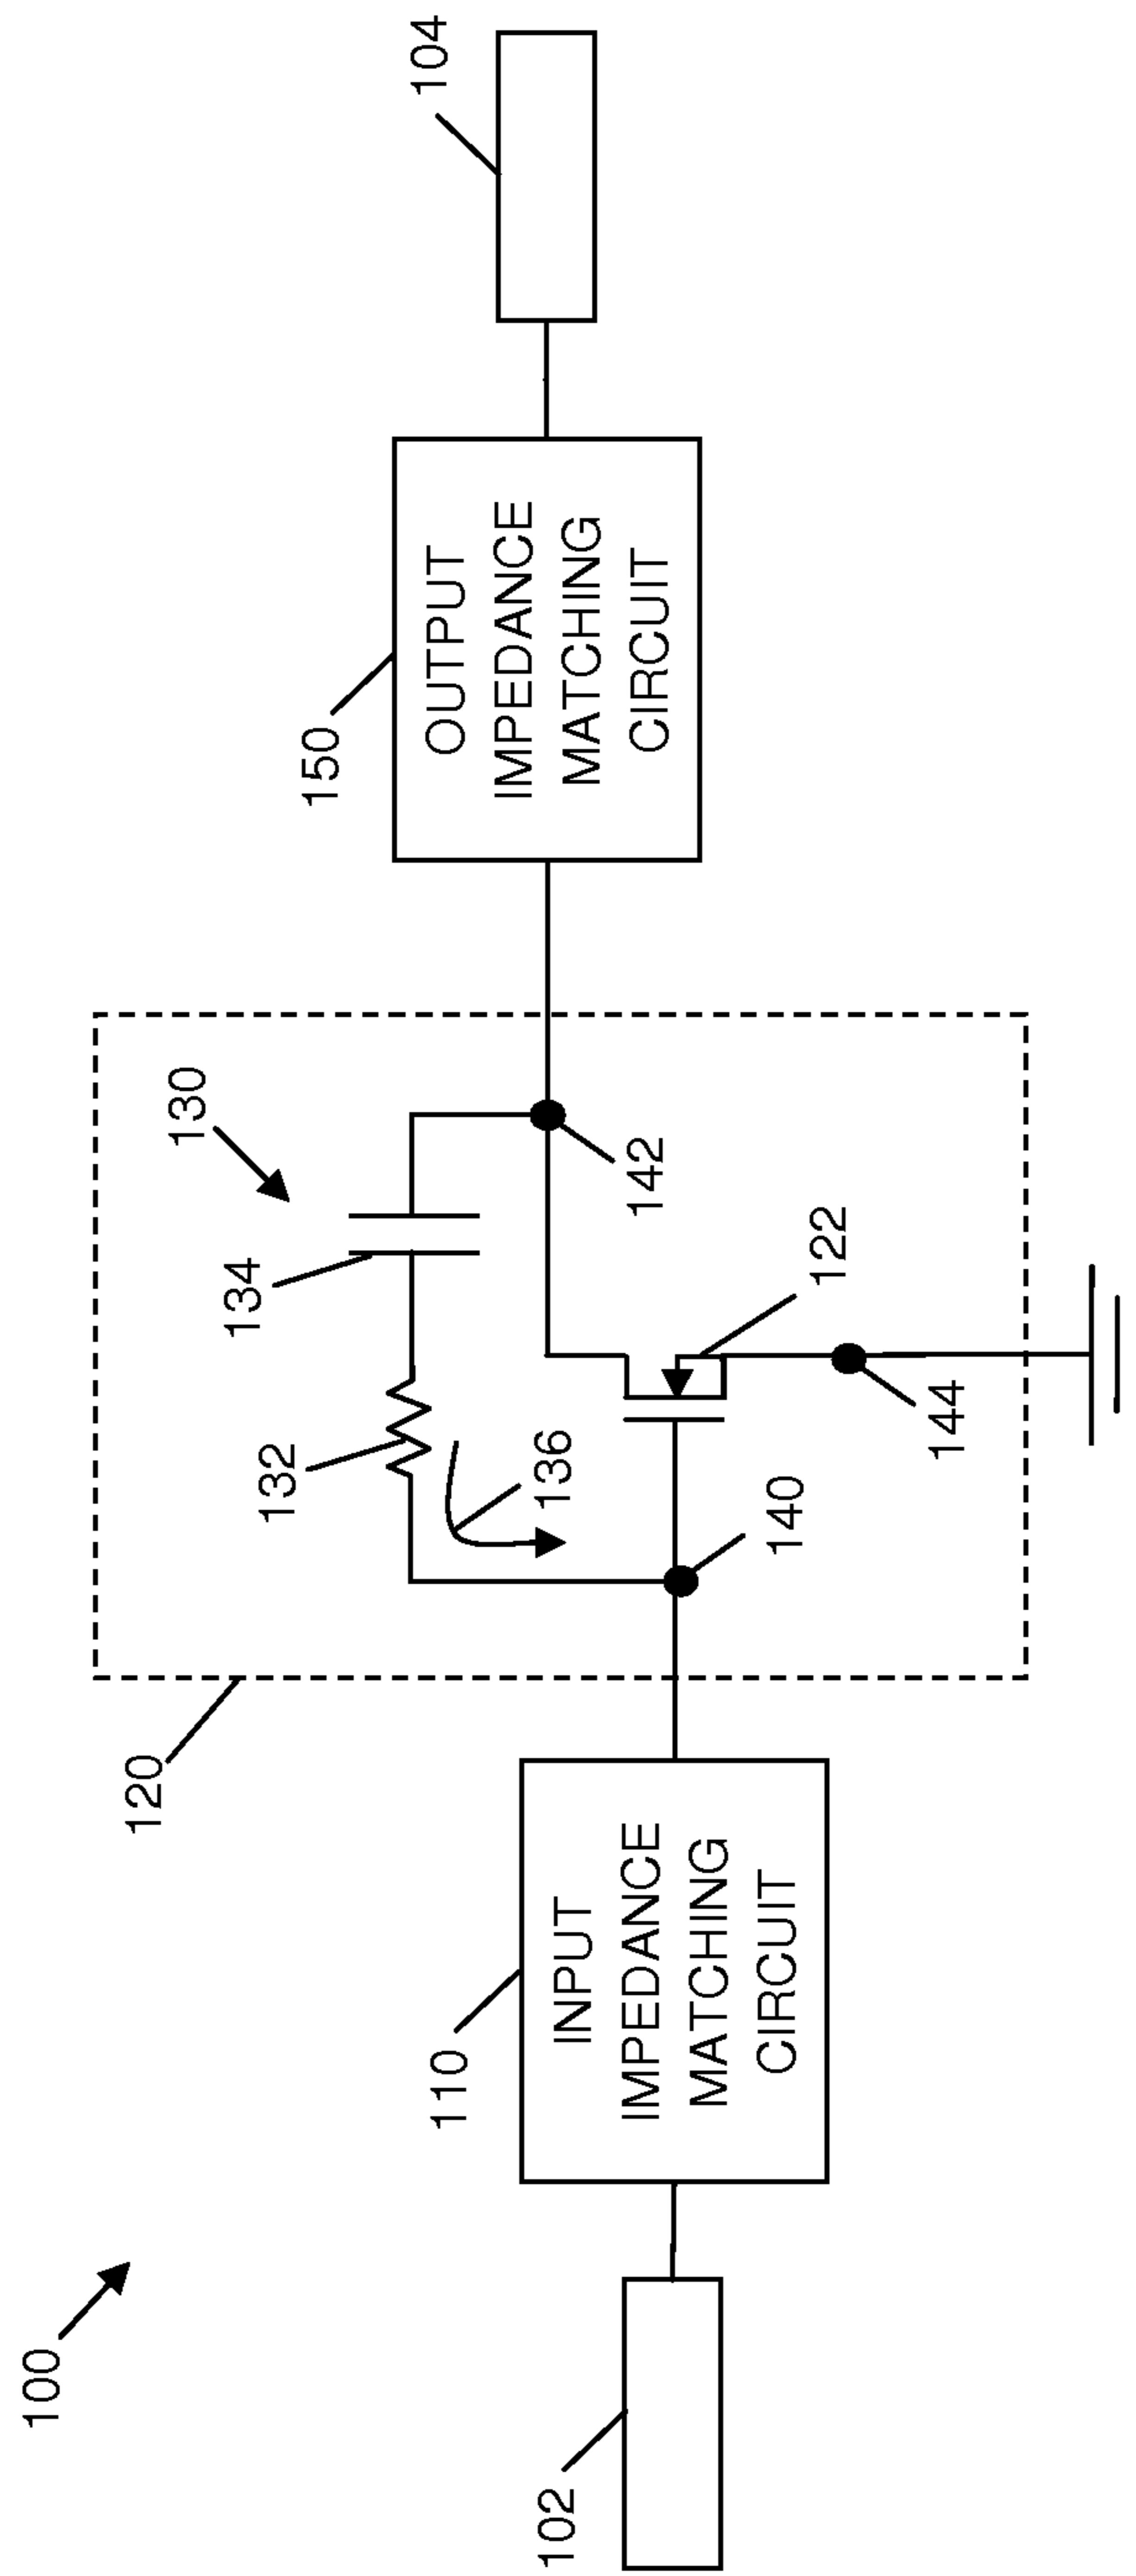 100
120
130
134
132
136
142
122
140
144
102
110
INPUT
IMPEDANCE
MATCHING
CIRCUIT
150
OUTPUT
IMPEDANCE
MATCHING
CIRCUIT
104